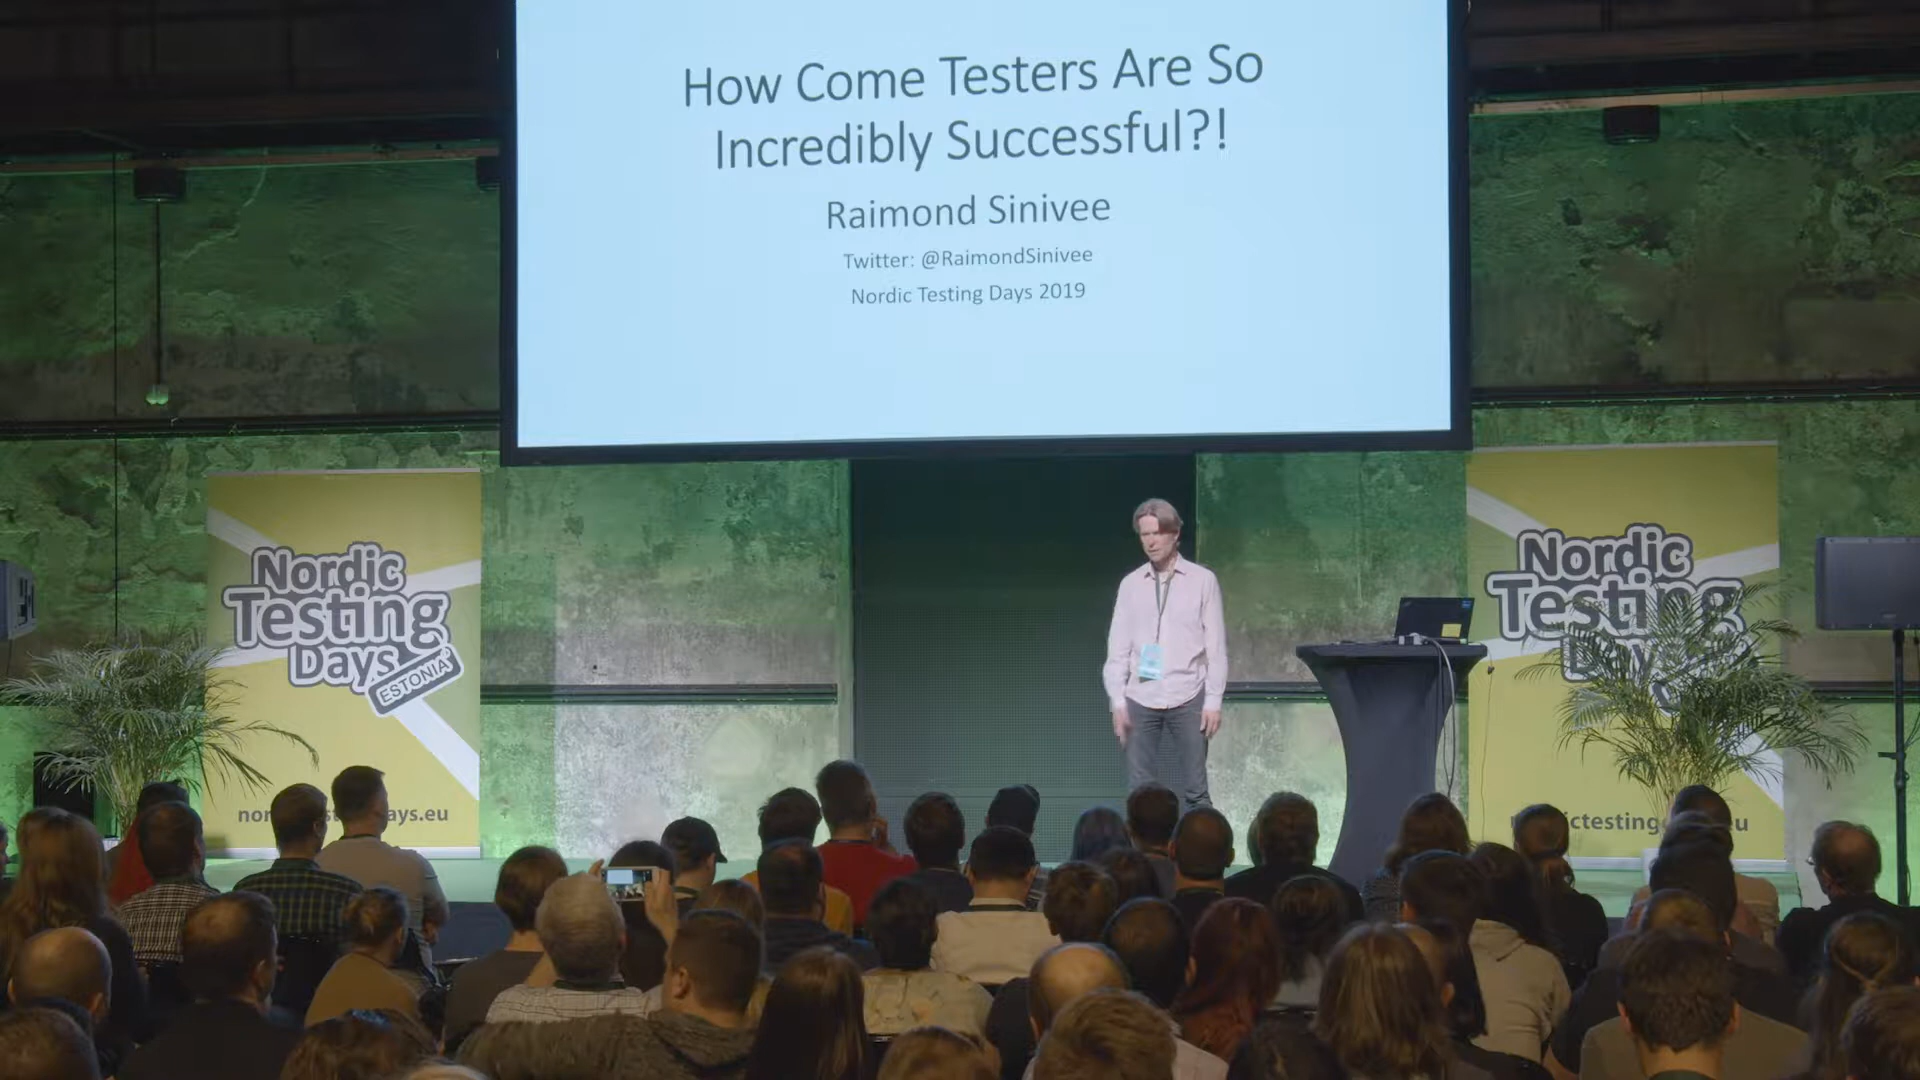 How Come Testers Are So
Incredibly Successful?!
Raimond Sinivee
Twitter: @RaimondSinivee
Nordic Testing Days 2019
Nordic
Testing
Days
ESTONIA
Nordic
Testing